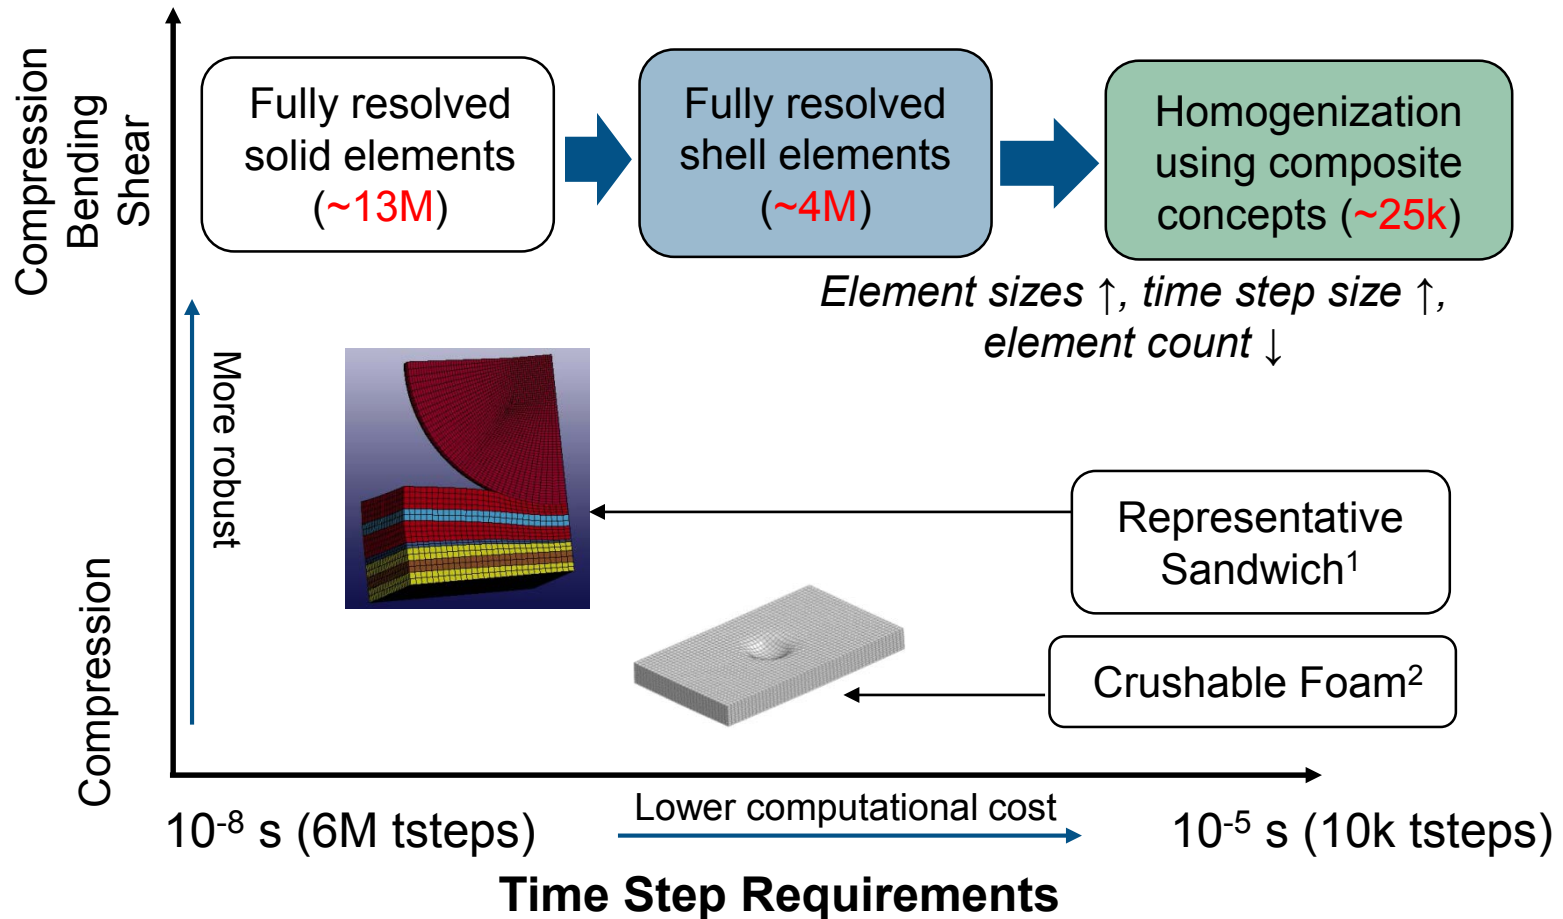 Compression
Bending
Shear
Fully resolved
solid elements
(~13M)
Fully resolved
shell elements
(~4M)
Homogenization
using composite
concepts (~25k)
Element sizes ↑, time step size ↑,
element count ↓
More robust
Representative
Sandwich¹
Crushable Foam²
Compression
10⁻⁸ s (6M tsteps)
Lower computational cost
10⁻⁵ s (10k tsteps)
Time Step Requirements